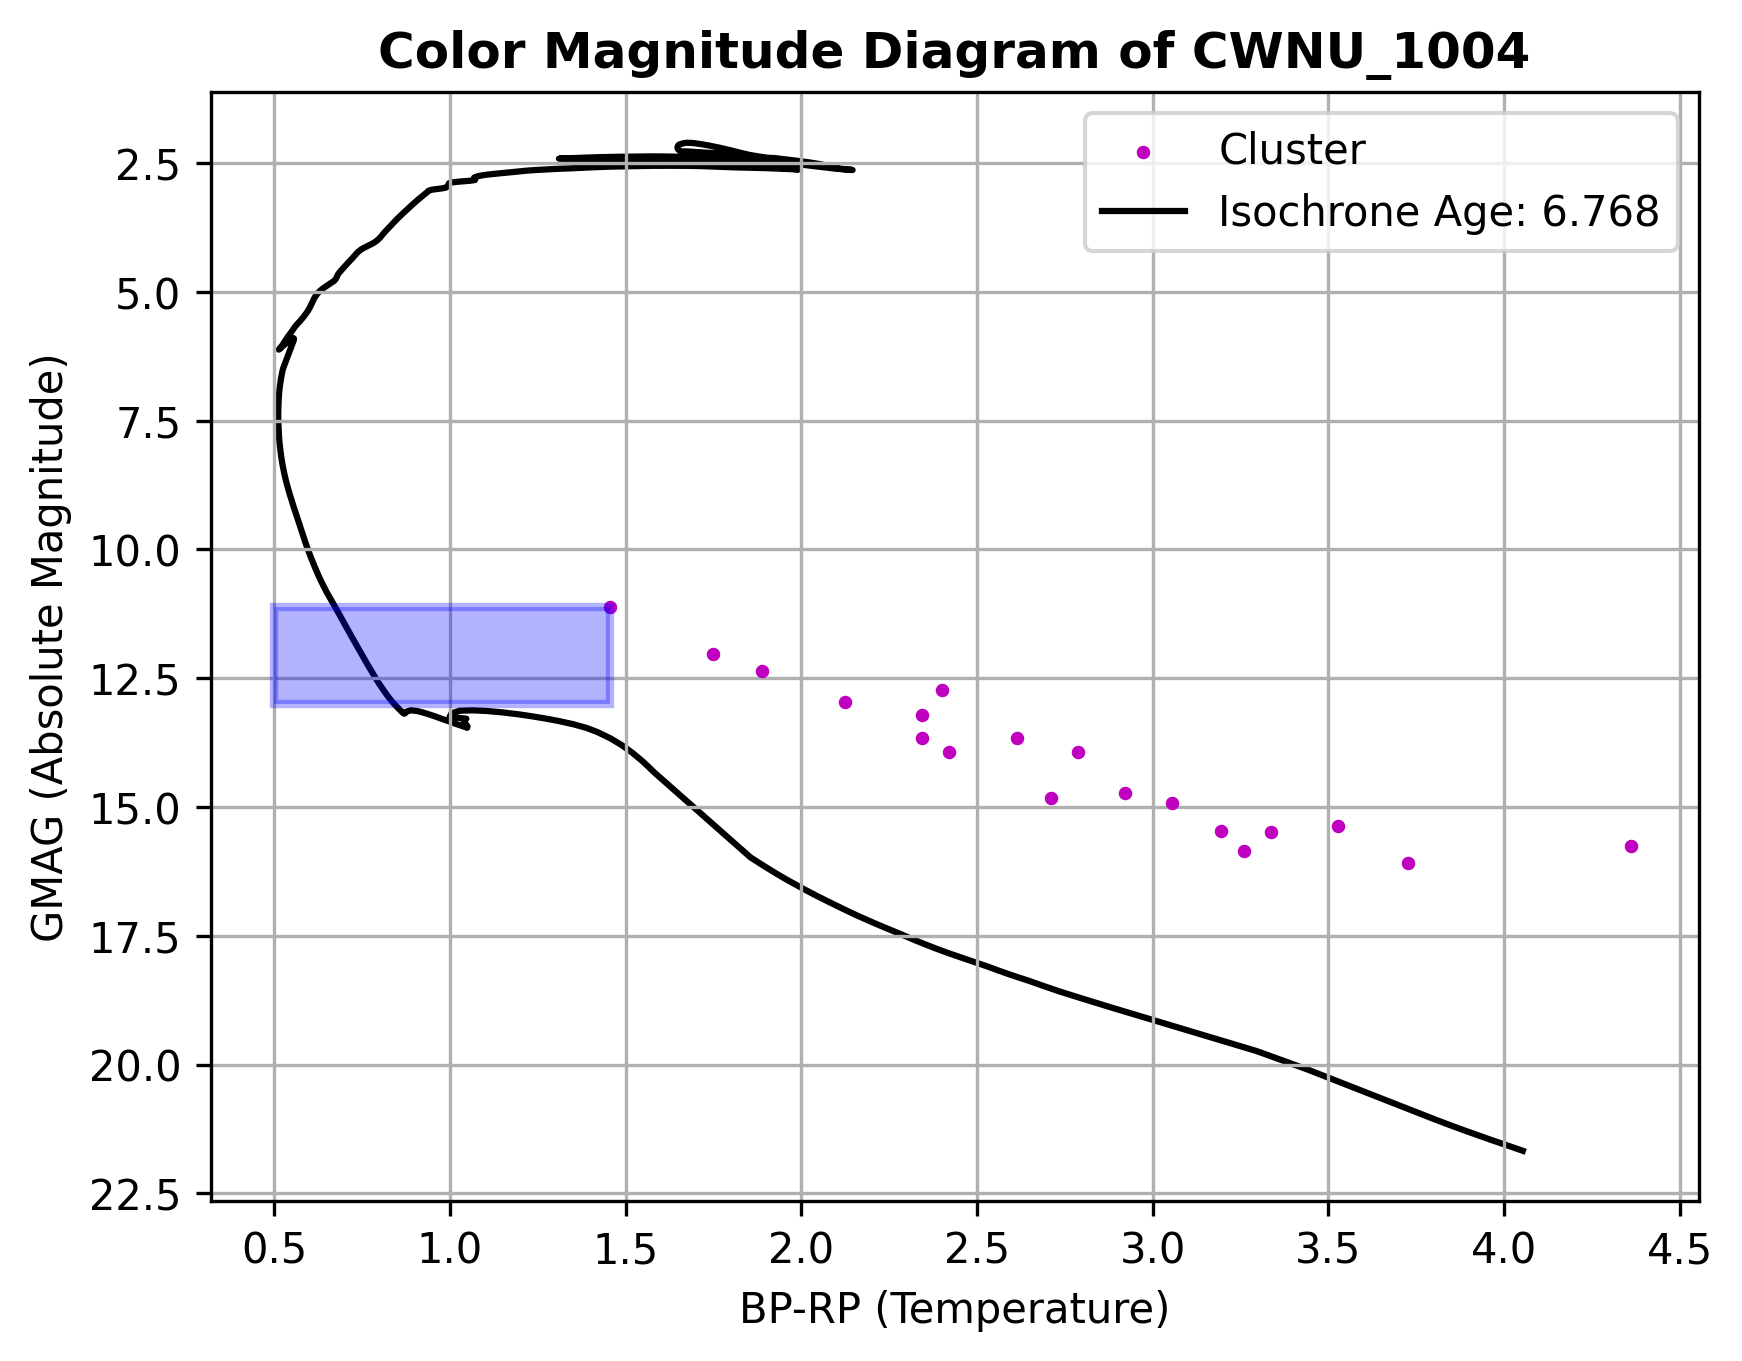 Color Magnitude Diagram of CWNU_1004
Cluster
Isochrone Age: 6.768
GMAG (Absolute Magnitude)
2.5
5.0
7.5
10.0
12.5
15.0
17.5
20.0
22.5
0.5 1.0 1.5 2.0 2.5 3.0 3.5 4.0 4.5
BP-RP (Temperature)